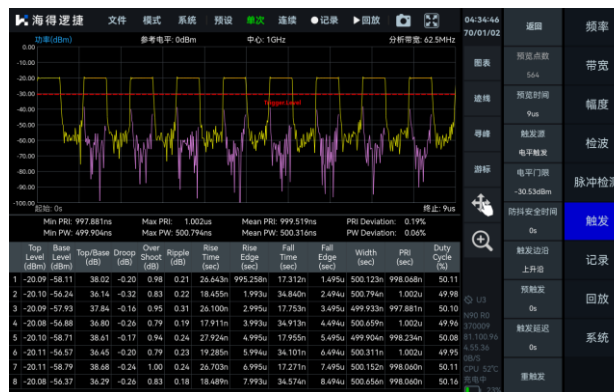 海得逻捷 文件 模式 系统 预设 单次 连续 ●记录 ▶回放 04:34:46 70/01/02
功率(dBm) 参考电平: 0dBm 中心: 1GHz 分析带宽: 62.5MHz
0.00
-10.00
-20.00
-30.00
-40.00
-50.00
-60.00
-70.00
-80.00
-90.00
-100.00
Trigger Level
起始: 0s 终止: 9us
Min PRI: 997.881ns Max PRI: 1.002us Mean PRI: 999.519ns PRI Deviation: 0.19%
Min PW: 499.904ns Max PW: 500.794ns Mean PW: 500.316ns PW Deviation: 0.06%
Top Level (dBm) Base Level (dBm) Top/Base (dB) Droop (dB) Over Shoot (dB) Ripple (dB) Rise Time (sec) Rise Edge (sec) Fall Time (sec) Fall Edge (sec) Width (sec) PRI (sec) Duty Cycle (%)
1 -20.09 -58.11 38.02 -0.20 0.98 0.21 26.643n 995.258n 17.312n 1.495u 500.123n 998.068n 50.11
2 -20.10 -56.24 36.14 -0.32 0.83 0.22 18.455n 1.993u 34.840n 2.494u 500.794n 1.002u 49.98
3 -20.09 -57.93 37.84 -0.16 0.95 0.31 26.100n 2.995u 17.753n 3.495u 499.933n 997.881n 50.10
4 -20.08 -56.88 36.80 -0.26 0.79 0.19 17.911n 3.993u 34.913n 4.494u 500.659n 1.002u 49.96
5 -20.10 -58.71 38.61 -0.17 0.94 0.24 27.924n 4.995u 17.955n 5.495u 499.904n 998.234n 50.08
6 -20.11 -56.57 36.45 -0.20 0.79 0.23 19.285n 5.994u 34.101n 6.494u 500.311n 1.002u 49.95
7 -20.11 -58.79 38.68 -0.24 1.00 0.24 26.703n 6.995u 17.271n 7.495u 500.152n 998.060n 50.11
8 -20.08 -56.37 36.29 -0.26 0.83 0.18 18.489n 7.993u 34.574n 8.494u 500.656n 998.060n 50.16
图表
迹线
寻峰
游标
U3
N90 R0
370009
81.100.96
4.55.36
0B/S
CPU 52℃
充电中
23%
返回
预览点数
564
预览时间
9us
触发源
电平触发
电平门限
-30.53dBm
防抖安全时间
0s
触发边沿
上升沿
预触发
0s
触发延迟
0s
重触发
频率
带宽
幅度
检波
脉冲检测
触发
记录
回放
系统